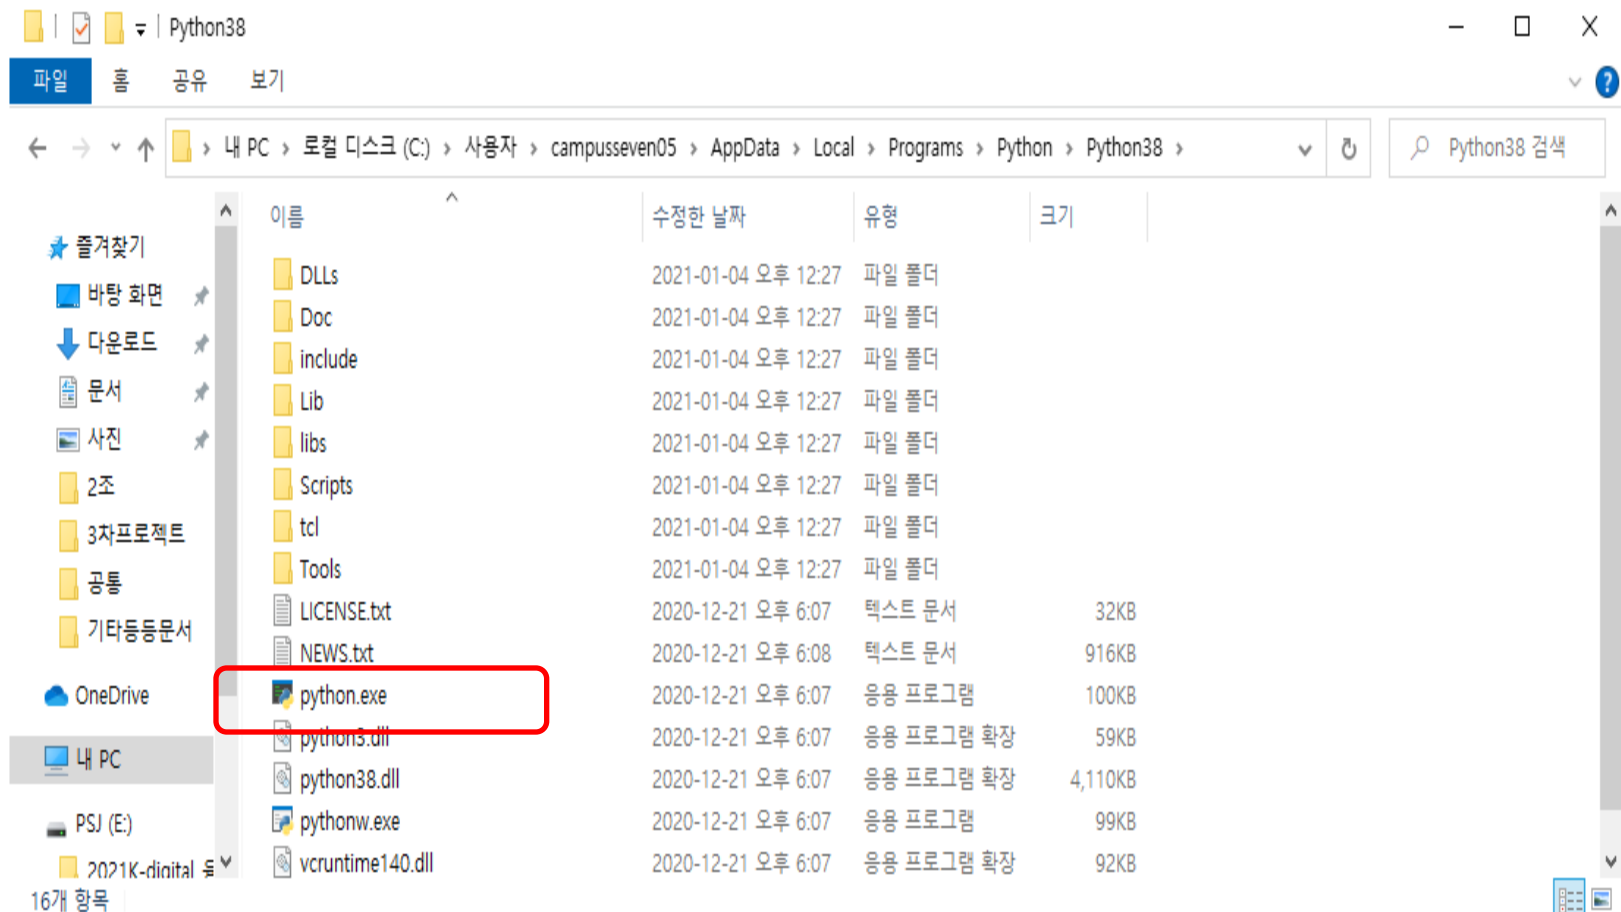 Python38
파일 홈 공유 보기
내 PC › 로컬 디스크 (C:) › 사용자 › campusseven05 › AppData › Local › Programs › Python › Python38 ›
Python38 검색
즐겨찾기
바탕 화면
다운로드
문서
사진
2조
3차프로젝트
공통
기타등등문서
OneDrive
내 PC
PSJ (E:)
2021K-digital
이름 수정한 날짜 유형 크기
DLLs 2021-01-04 오후 12:27 파일 폴더
Doc 2021-01-04 오후 12:27 파일 폴더
include 2021-01-04 오후 12:27 파일 폴더
Lib 2021-01-04 오후 12:27 파일 폴더
libs 2021-01-04 오후 12:27 파일 폴더
Scripts 2021-01-04 오후 12:27 파일 폴더
tcl 2021-01-04 오후 12:27 파일 폴더
Tools 2021-01-04 오후 12:27 파일 폴더
LICENSE.txt 2020-12-21 오후 6:07 텍스트 문서 32KB
NEWS.txt 2020-12-21 오후 6:08 텍스트 문서 916KB
python.exe 2020-12-21 오후 6:07 응용 프로그램 100KB
python3.dll 2020-12-21 오후 6:07 응용 프로그램 확장 59KB
python38.dll 2020-12-21 오후 6:07 응용 프로그램 확장 4,110KB
pythonw.exe 2020-12-21 오후 6:07 응용 프로그램 99KB
vcruntime140.dll 2020-12-21 오후 6:07 응용 프로그램 확장 92KB
16개 항목